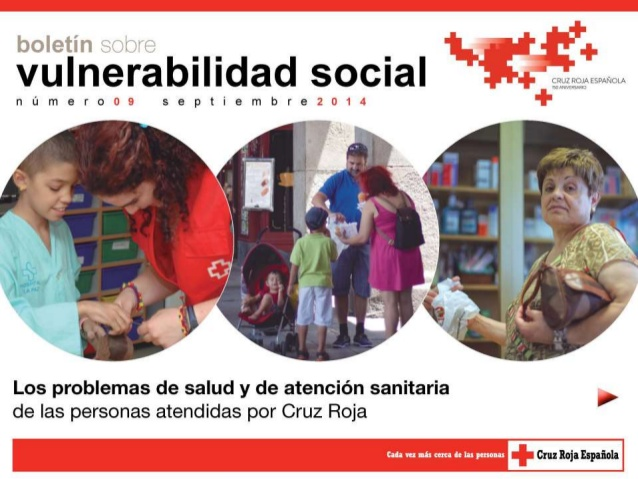 boletín sobre
vulnerabilidad social
número 09 septiembre 2014
CRUZ ROJA ESPAÑOLA
150 ANIVERSARIO
Los problemas de salud y de atención sanitaria
de las personas atendidas por Cruz Roja
Cada vez más cerca de las personas
Cruz Roja Española